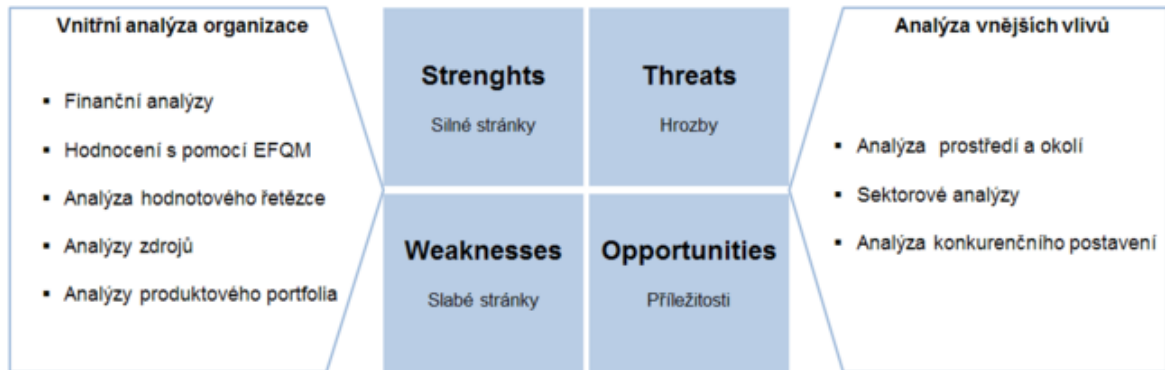 Vnitřní analýza organizace
▪ Finanční analýzy
▪ Hodnocení s pomocí EFQM
▪ Analýza hodnotového řetězce
▪ Analýzy zdrojů
▪ Analýzy produktového portfolia
Strenghts
Silné stránky
Threats
Hrozby
Weaknesses
Slabé stránky
Opportunities
Příležitosti
Analýza vnějších vlivů
▪ Analýza prostředí a okolí
▪ Sektorové analýzy
▪ Analýza konkurenčního postavení